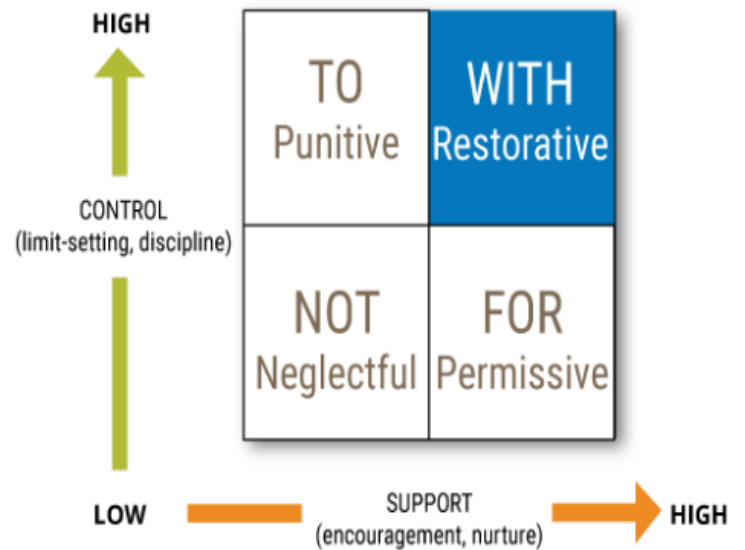 HIGH
TO
Punitive
WITH
Restorative
CONTROL
(limit-setting, discipline)
NOT
Neglectful
FOR
Permissive
LOW
SUPPORT
(encouragement, nurture)
HIGH